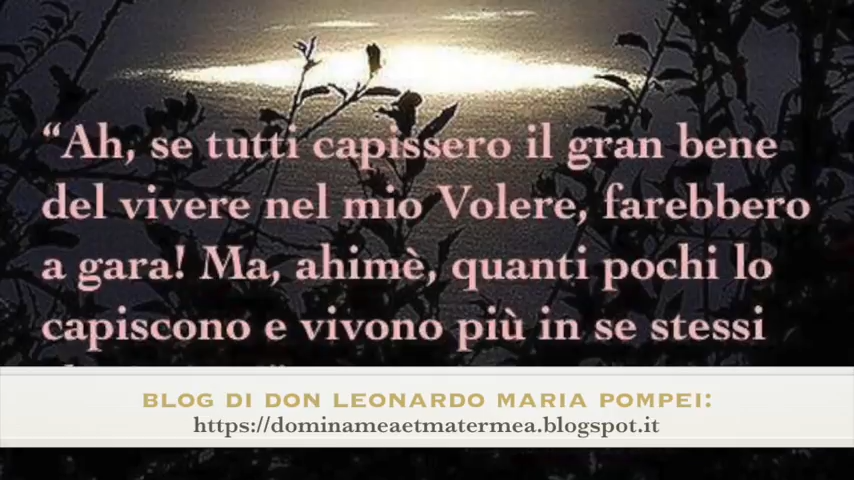 “Ah, se tutti capissero il gran bene
del vivere nel mio Volere, farebbero
a gara! Ma, ahimè, quanti pochi lo
capiscono e vivono più in se stessi
BLOG DI DON LEONARDO MARIA POMPEI:
https://dominameaetmatermea.blogspot.it